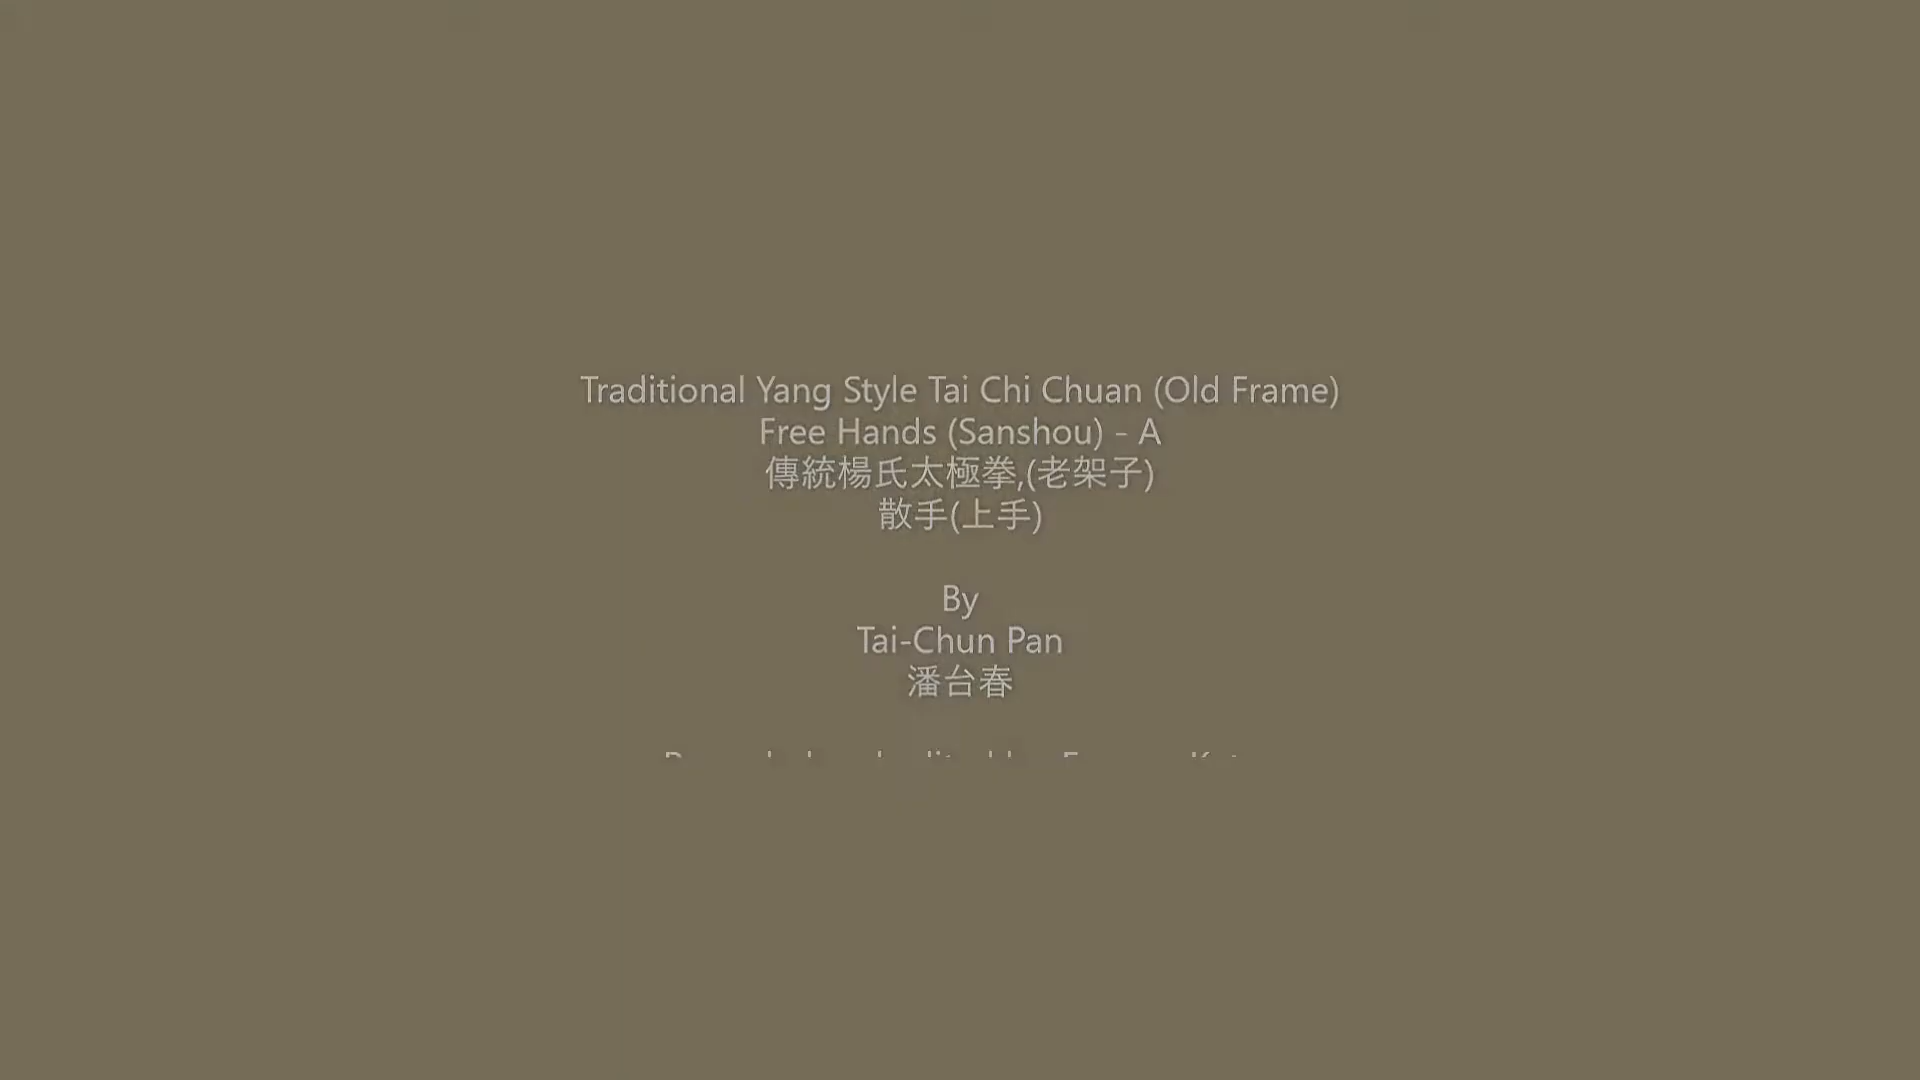 Traditional Yang Style Tai Chi Chuan (Old Frame)
Free Hands (Sanshou) - A
傳統楊氏太極拳,(老架子)
散手(上手)
By
Tai-Chun Pan
潘台春